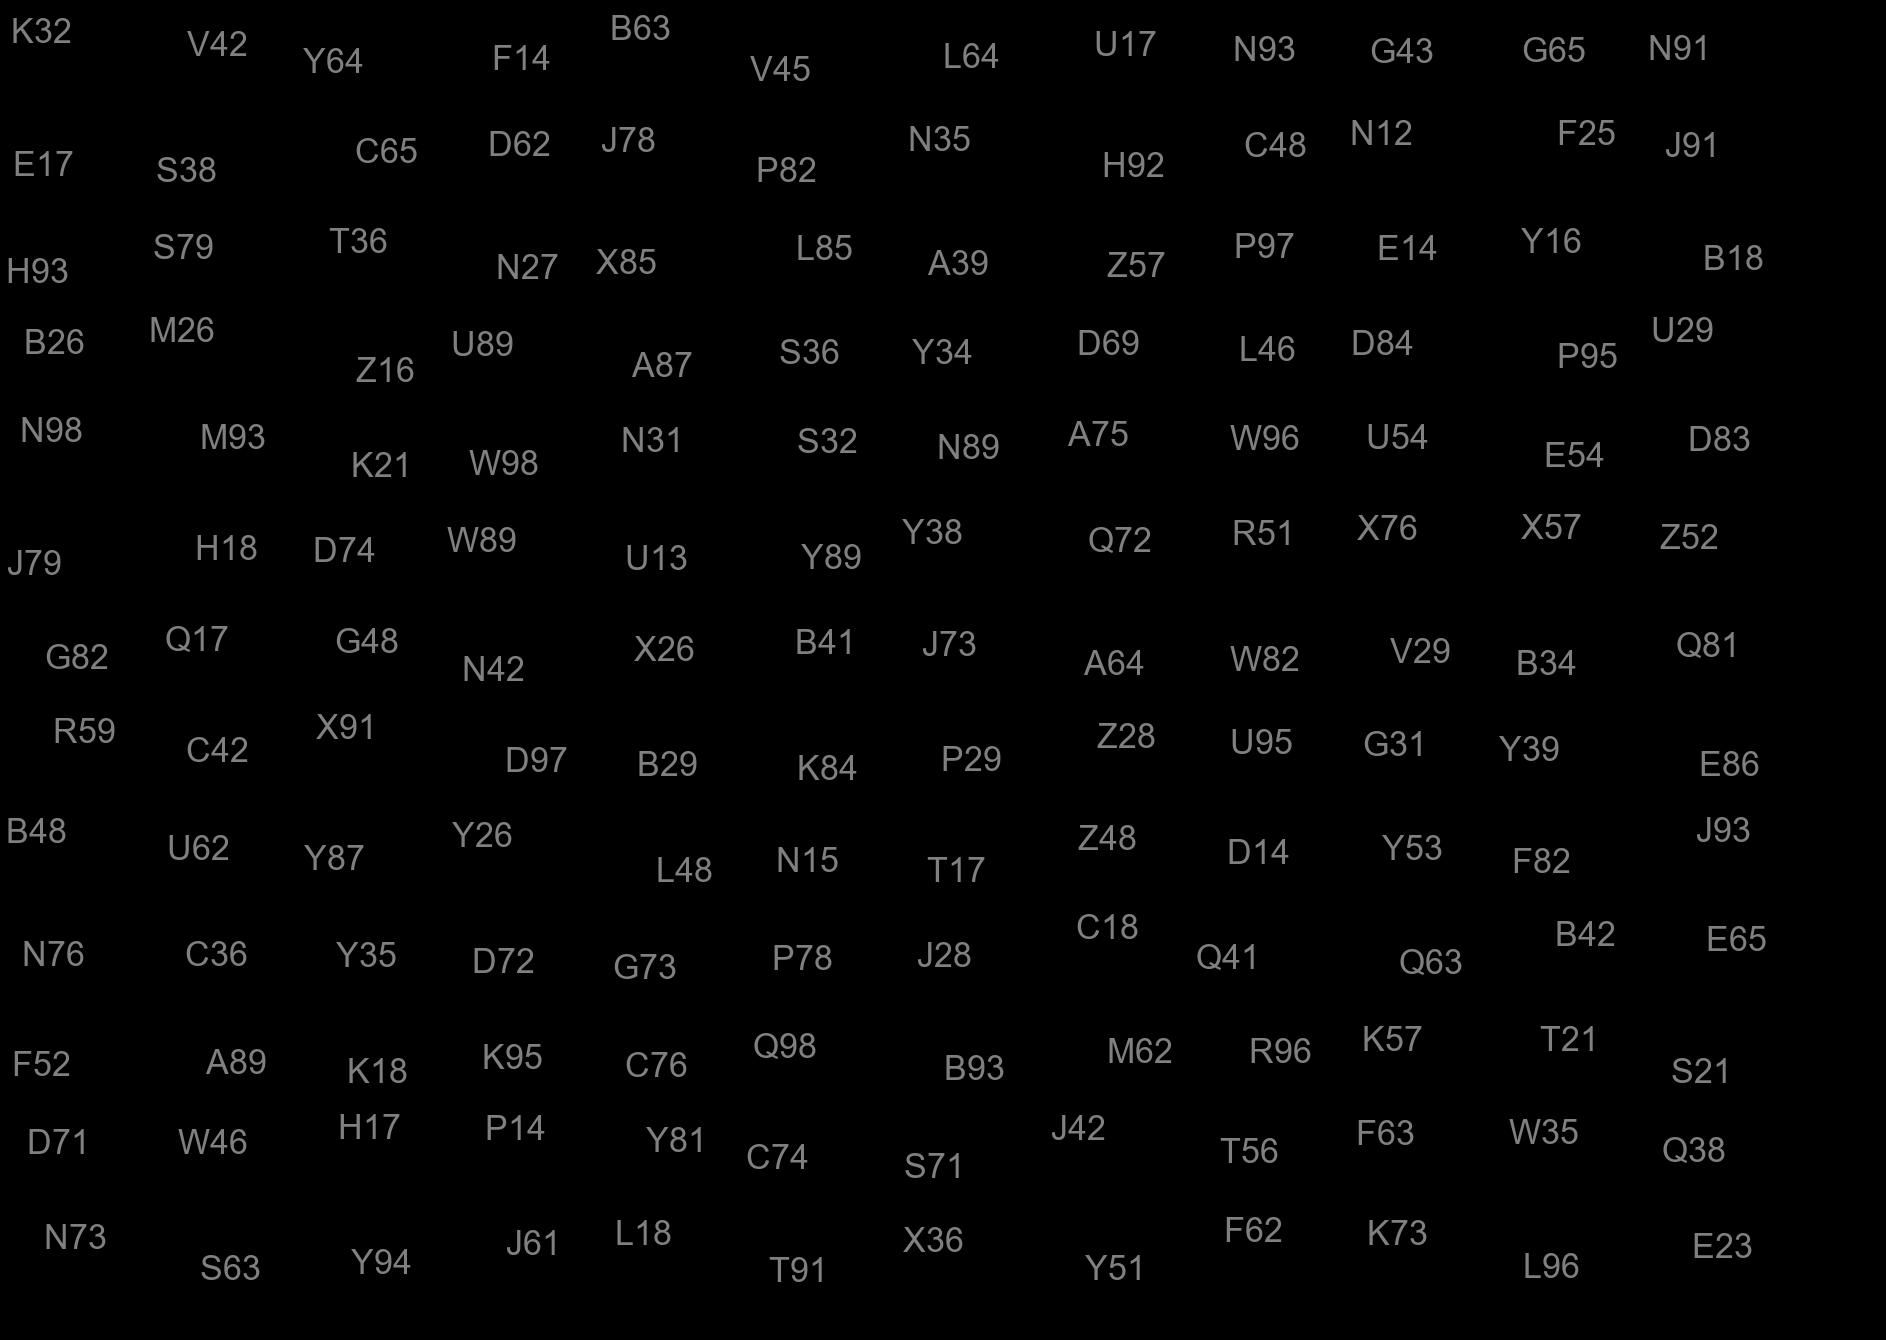 K32 V42 Y64 F14 B63 V45 L64 U17 N93 G43 G65 N91
E17 S38 C65 D62 J78 P82 N35 H92 C48 N12 F25 J91
H93 S79 T36 N27 X85 L85 A39 Z57 P97 E14 Y16 B18
B26 M26 Z16 U89 A87 S36 Y34 D69 L46 D84 P95 U29
N98 M93 K21 W98 N31 S32 N89 A75 W96 U54 E54 D83
J79 H18 D74 W89 U13 Y89 Y38 Q72 R51 X76 X57 Z52
G82 Q17 G48 N42 X26 B41 J73 A64 W82 V29 B34 Q81
R59 C42 X91 D97 B29 K84 P29 Z28 U95 G31 Y39 E86
B48 U62 Y87 Y26 L48 N15 T17 Z48 D14 Y53 F82 J93
N76 C36 Y35 D72 G73 P78 J28 C18 Q41 Q63 B42 E65
F52 A89 K18 K95 C76 Q98 B93 M62 R96 K57 T21 S21
D71 W46 H17 P14 Y81 C74 S71 J42 T56 F63 W35 Q38
N73 S63 Y94 J61 L18 T91 X36 Y51 F62 K73 L96 E23